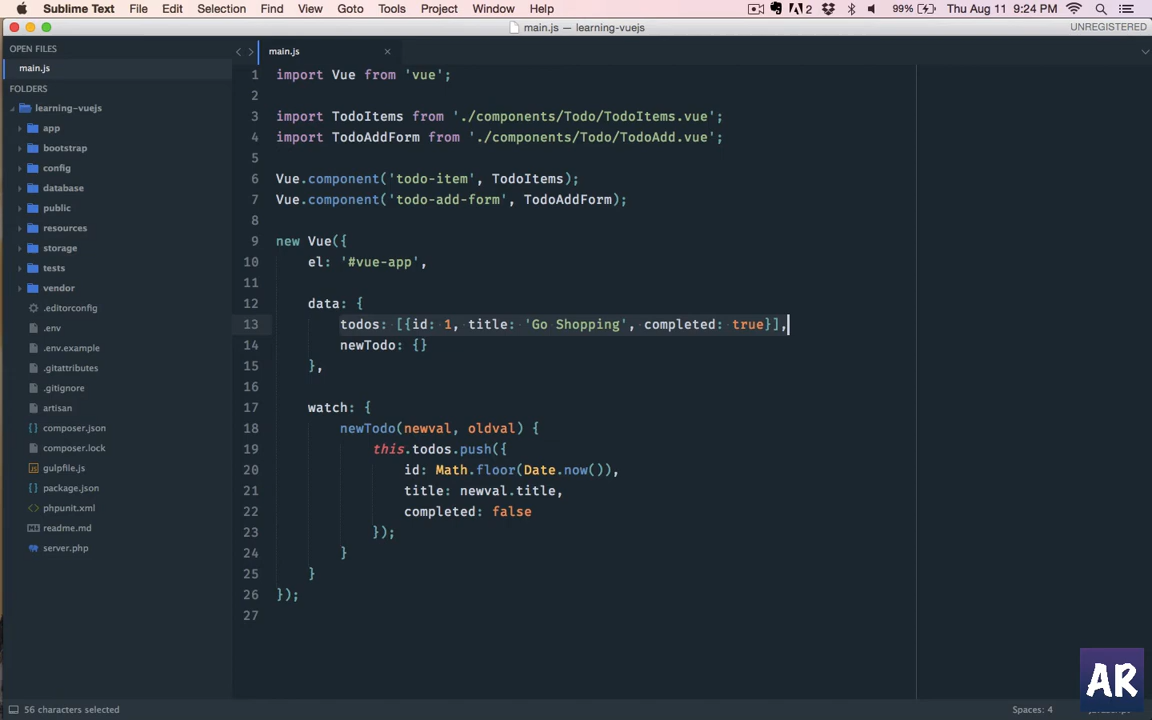 Sublime Text File Edit Selection Find View Goto Tools Project Window Help 2 99% Thu Aug 11 9:24 PM
main.js — learning-vuejs UNREGISTERED
OPEN FILES
main.js
FOLDERS
learning-vuejs
app
bootstrap
config
database
public
resources
storage
tests
vendor
.editorconfig
.env
.env.example
.gitattributes
.gitignore
artisan
composer.json
composer.lock
gulpfile.js
package.json
phpunit.xml
readme.md
server.php
main.js
1 import Vue from 'vue';
2
3 import TodoItems from './components/Todo/TodoItems.vue';
4 import TodoAddForm from './components/Todo/TodoAdd.vue';
5
6 Vue.component('todo-item', TodoItems);
7 Vue.component('todo-add-form', TodoAddForm);
8
9 new Vue({
10 el: '#vue-app',
11
12 data: {
13 todos: [{id: 1, title: 'Go Shopping', completed: true}],
14 newTodo: {}
15 },
16
17 watch: {
18 newTodo(newval, oldval) {
19 this.todos.push({
20 id: Math.floor(Date.now()),
21 title: newval.title,
22 completed: false
23 });
24 }
25 }
26 });
27
AR
56 characters selected Spaces: 4